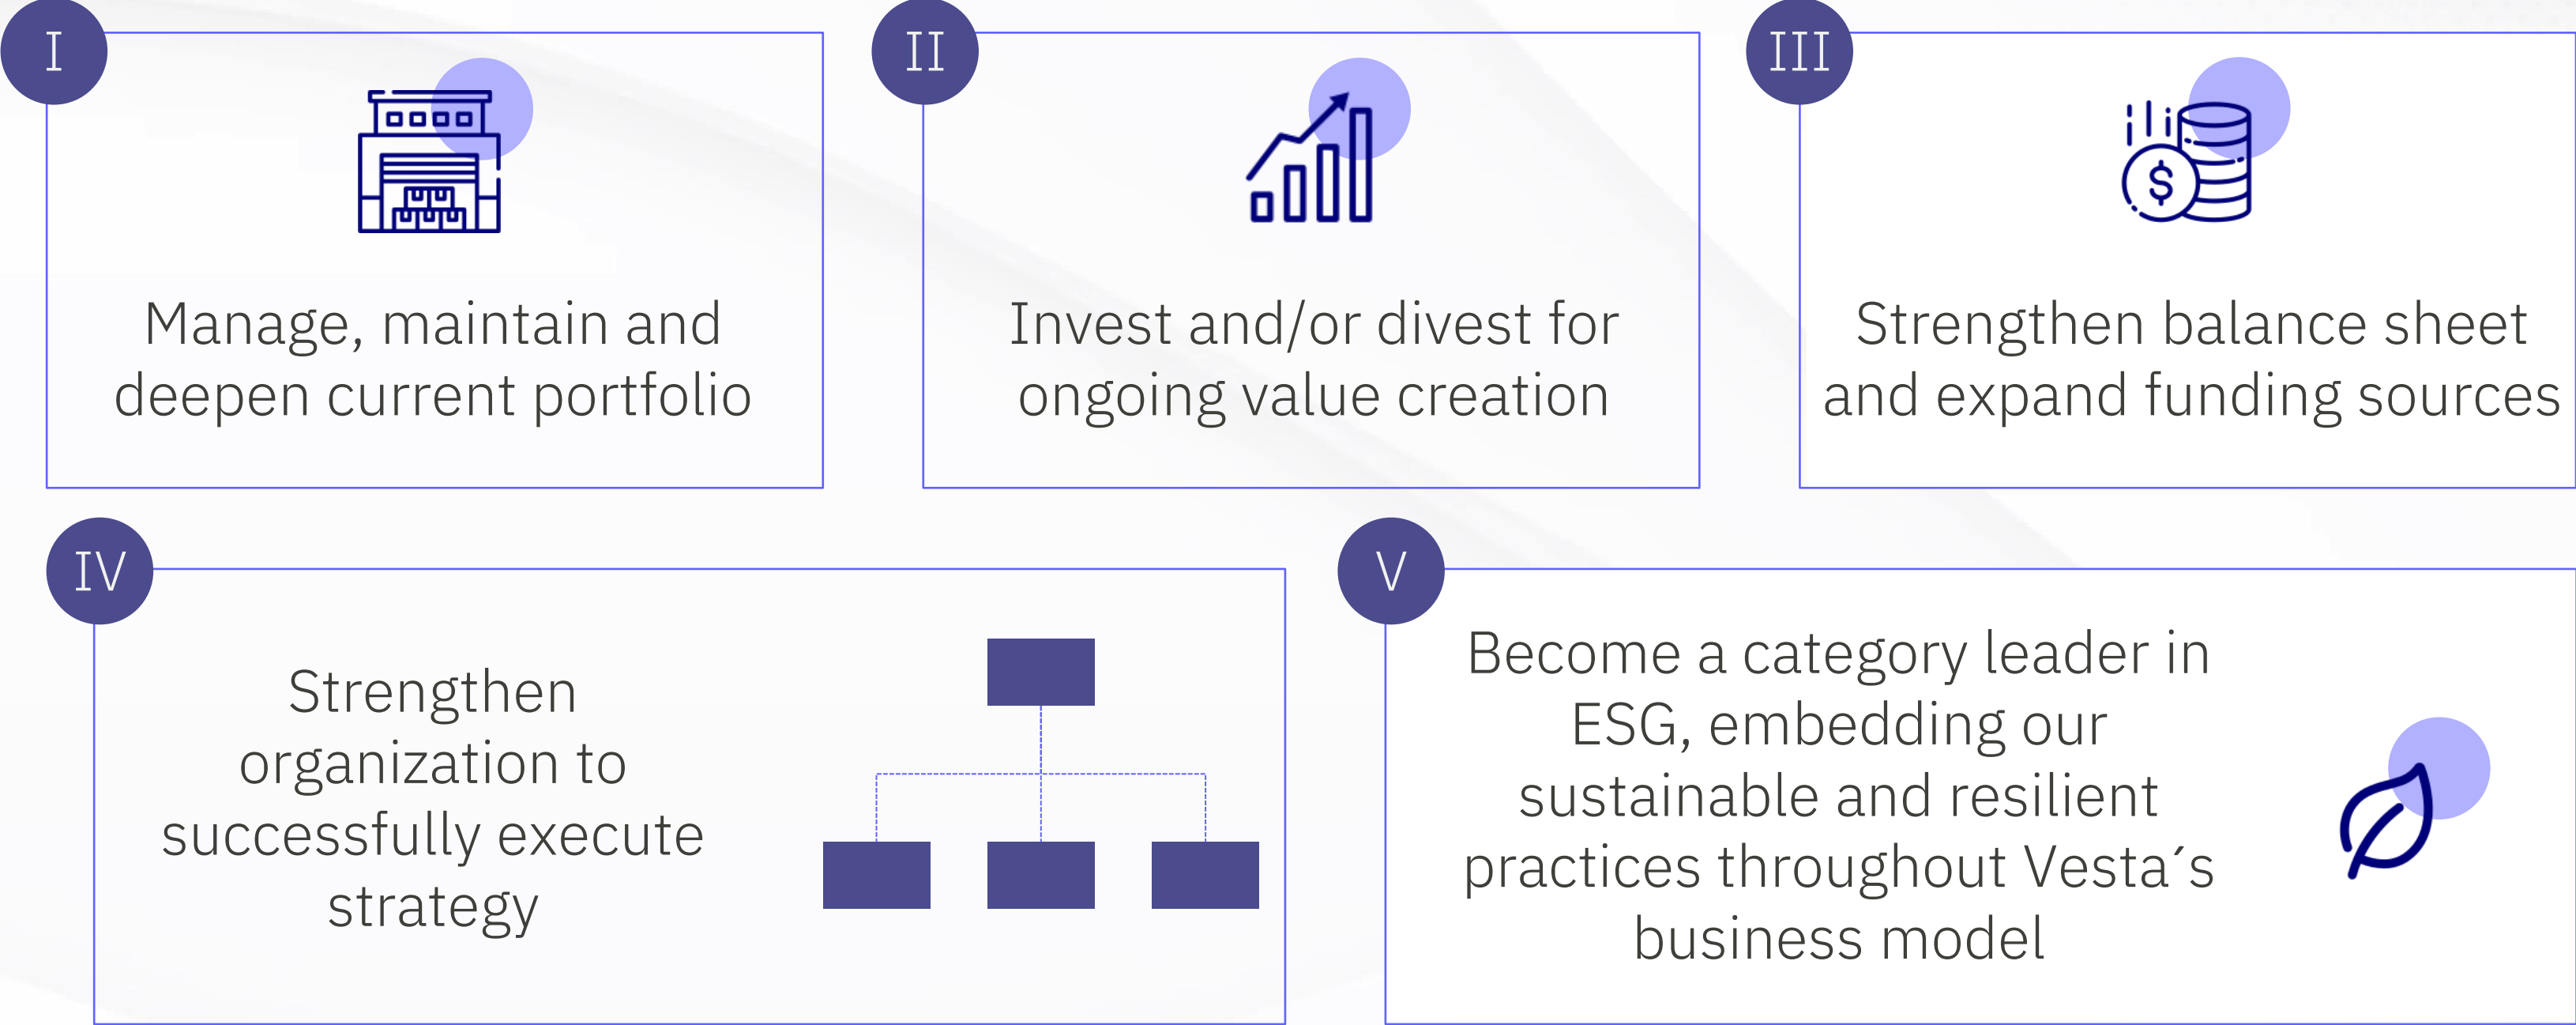 I
Manage, maintain and
deepen current portfolio
II
Invest and/or divest for
ongoing value creation
III
$
Strengthen balance sheet
and expand funding sources
IV
Strengthen
organization to
successfully execute
strategy
V
Become a category leader in
ESG, embedding our
sustainable and resilient
practices throughout Vesta´s
business model